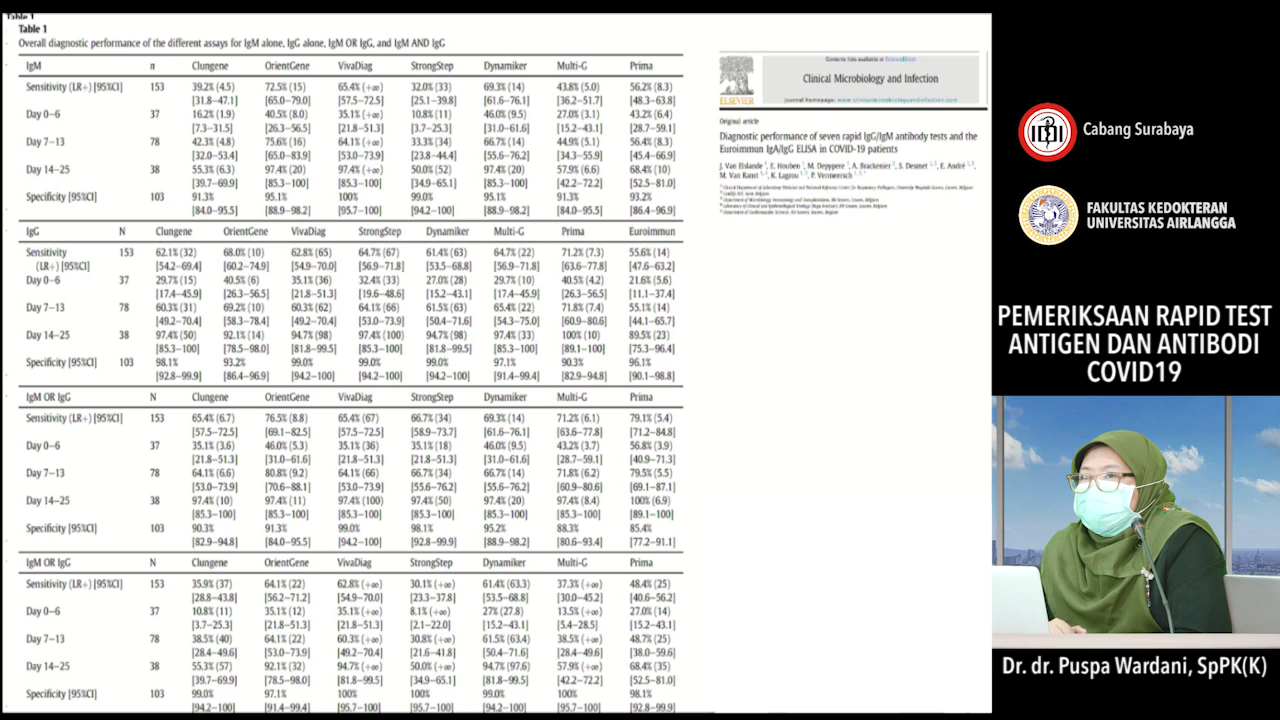 Table 1
Table 1
Overall diagnostic performance of the different assays for IgM alone, IgG alone, IgM OR IgG, and IgM AND IgG
IgM n Clungene OrientGene VivaDiag StrongStep Dynamiker Multi-G Prima
Sensitivity (LR+) [95%CI] 153 39.2% (4.5) 72.5% (15) 65.4% (+∞) 32.0% (33) 69.3% (14) 43.8% (5.0) 56.2% (8.3)
[31.8–47.1] [65.0–79.0] [57.5–72.5] [25.1–39.8] [61.6–76.1] [36.2–51.7] [48.3–63.8]
Day 0–6 37 16.2% (1.9) 40.5% (8.0) 35.1% (+∞) 10.8% (11) 46.0% (9.5) 27.0% (3.1) 43.2% (6.4)
[7.3–31.5] [26.3–56.5] [21.8–51.3] [3.7–25.3] [31.0–61.6] [15.2–43.1] [28.7–59.1]
Day 7–13 78 42.3% (4.8) 75.6% (16) 64.1% (+∞) 33.3% (34) 66.7% (14) 44.9% (5.1) 56.4% (8.3)
[32.0–53.4] [65.0–83.9] [53.0–73.9] [23.8–44.4] [55.6–76.2] [34.3–55.9] [45.4–66.9]
Day 14–25 38 55.3% (6.3) 97.4% (20) 97.4% (+∞) 50.0% (52) 97.4% (20) 57.9% (6.6) 68.4% (10)
[39.7–69.9] [85.3–100] [85.3–100] [34.9–65.1] [85.3–100] [42.2–72.2] [52.5–81.0]
Specificity [95%CI] 103 91.3% 95.1% 100% 99.0% 95.1% 91.3% 93.2%
[84.0–95.5] [88.9–98.2] [95.7–100] [94.2–100] [88.9–98.2] [84.0–95.5] [86.4–96.9]
IgG N Clungene OrientGene VivaDiag StrongStep Dynamiker Multi-G Prima Euroimmun
Sensitivity 153 62.1% (32) 68.0% (10) 62.8% (65) 64.7% (67) 61.4% (63) 64.7% (22) 71.2% (7.3) 55.6% (14)
(LR+) [95%CI] [54.2–69.4] [60.2–74.9] [54.9–70.0] [56.9–71.8] [53.5–68.8] [56.9–71.8] [63.6–77.8] [47.6–63.2]
Day 0–6 37 29.7% (15) 40.5% (6) 35.1% (36) 32.4% (33) 27.0% (28) 29.7% (10) 40.5% (4.2) 21.6% (5.6)
[17.4–45.9] [26.3–56.5] [21.8–51.3] [19.6–48.6] [15.2–43.1] [17.4–45.9] [26.3–56.5] [11.1–37.4]
Day 7–13 78 60.3% (31) 69.2% (10) 60.3% (62) 64.1% (66) 61.5% (63) 65.4% (22) 71.8% (7.4) 55.1% (14)
[49.2–70.4] [58.3–78.4] [49.2–70.4] [53.0–73.9] [50.4–71.6] [54.3–75.0] [60.9–80.6] [44.1–65.7]
Day 14–25 38 97.4% (50) 92.1% (14) 94.7% (98) 97.4% (100) 94.7% (98) 97.4% (33) 100% (10) 89.5% (23)
[85.3–100] [78.5–98.0] [81.8–99.5] [85.3–100] [81.8–99.5] [85.3–100] [89.1–100] [75.3–96.4]
Specificity [95%CI] 103 98.1% 93.2% 99.0% 99.0% 99.0% 97.1% 90.3% 96.1%
[92.8–99.9] [86.4–96.9] [94.2–100] [94.2–100] [94.2–100] [91.4–99.4] [82.9–94.8] [90.1–98.8]
IgM OR IgG N Clungene OrientGene VivaDiag StrongStep Dynamiker Multi-G Prima
Sensitivity (LR+) [95%CI] 153 65.4% (6.7) 76.5% (8.8) 65.4% (67) 66.7% (34) 69.3% (14) 71.2% (6.1) 79.1% (5.4)
[57.5–72.5] [69.1–82.5] [57.5–72.5] [58.9–73.7] [61.6–76.1] [63.6–77.8] [71.2–84.8]
Day 0–6 37 35.1% (3.6) 46.0% (5.3) 35.1% (36) 35.1% (18) 46.0% (9.5) 43.2% (3.7) 56.8% (3.9)
[21.8–51.3] [31.0–61.6] [21.8–51.3] [21.8–51.3] [31.0–61.6] [28.7–59.1] [40.9–71.3]
Day 7–13 78 64.1% (6.6) 80.8% (9.2) 64.1% (66) 66.7% (34) 66.7% (14) 71.8% (6.2) 79.5% (5.5)
[53.0–73.9] [70.6–88.1] [53.0–73.9] [55.6–76.2] [55.6–76.2] [60.9–80.6] [69.1–87.1]
Day 14–25 38 97.4% (10) 97.4% (11) 97.4% (100) 97.4% (50) 97.4% (20) 97.4% (8.4) 100% (6.9)
[85.3–100] [85.3–100] [85.3–100] [85.3–100] [85.3–100] [85.3–100] [89.1–100]
Specificity [95%CI] 103 90.3% 91.3% 99.0% 98.1% 95.2% 88.3% 85.4%
[82.9–94.8] [84.0–95.5] [94.2–100] [92.8–99.9] [88.9–98.2] [80.6–93.4] [77.2–91.1]
IgM OR IgG N Clungene OrientGene VivaDiag StrongStep Dynamiker Multi-G Prima
Sensitivity (LR+) [95%CI] 153 35.9% (37) 64.1% (22) 62.8% (+∞) 30.1% (+∞) 61.4% (63.3) 37.3% (+∞) 48.4% (25)
[28.8–43.8] [56.2–71.2] [54.9–70.0] [23.3–37.8] [53.5–68.8] [30.0–45.2] [40.6–56.2]
Day 0–6 37 10.8% (11) 35.1% (12) 35.1% (+∞) 8.1% (+∞) 27% (27.8) 13.5% (+∞) 27.0% (14)
[3.7–25.3] [21.8–51.3] [21.8–51.3] [2.1–22.0] [15.2–43.1] [5.4–28.5] [15.2–43.1]
Day 7–13 78 38.5% (40) 64.1% (22) 60.3% (+∞) 30.8% (+∞) 61.5% (63.4) 38.5% (+∞) 48.7% (25)
[28.4–49.6] [53.0–73.9] [49.2–70.4] [21.6–41.8] [50.4–71.6] [28.4–49.6] [38.0–59.6]
Day 14–25 38 55.3% (57) 92.1% (32) 94.7% (+∞) 50.0% (+∞) 94.7% (97.6) 57.9% (+∞) 68.4% (35)
[39.7–69.9] [78.5–98.0] [81.8–99.5] [34.9–65.1] [81.8–99.5] [42.2–72.2] [52.5–81.0]
Specificity [95%CI] 103 99.0% 97.1% 100% 100% 99.0% 100% 98.1%
[94.2–100] [91.4–99.4] [95.7–100] [95.7–100] [94.2–100] [95.7–100] [92.8–99.9]
Contents lists available at ScienceDirect
Clinical Microbiology and Infection
journal homepage: www.clinicalmicrobiologyandinfection.com
ELSEVIER
Original article
Diagnostic performance of seven rapid IgG/IgM antibody tests and the
Euroimmun IgA/IgG ELISA in COVID-19 patients
J. Van Elslande, E. Houben, M. Depypere, A. Brackenier, S. Desmet, E. André,
M. Van Ranst, K. Lagrou, P. Vermeersch
IDI
Cabang Surabaya
FAKULTAS KEDOKTERAN
UNIVERSITAS AIRLANGGA
PEMERIKSAAN RAPID TEST
ANTIGEN DAN ANTIBODI
COVID19
Dr. dr. Puspa Wardani, SpPK(K)